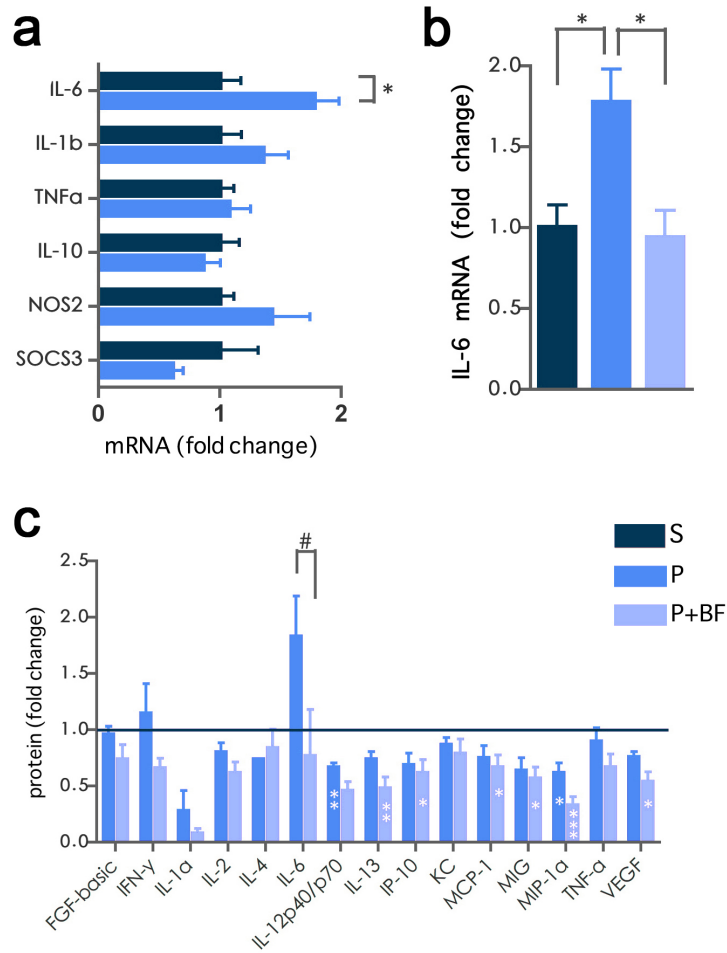 a
IL-6
IL-1b
TNFα
IL-10
NOS2
SOCS3
*
0 1 2
mRNA (fold change)
b
* *
IL-6 mRNA (fold change)
2.0
1.5
1.0
0.5
0.0
c
protein (fold change)
2.5
2.0
1.5
1.0
0.5
0.0
#
S
P
P+BF
** ** * * * * *** *
FGF-basic
IFN-γ
IL-1α
IL-2
IL-4
IL-6
IL-12p40/p70
IL-13
IP-10
KC
MCP-1
MIG
MIP-1α
TNF-α
VEGF